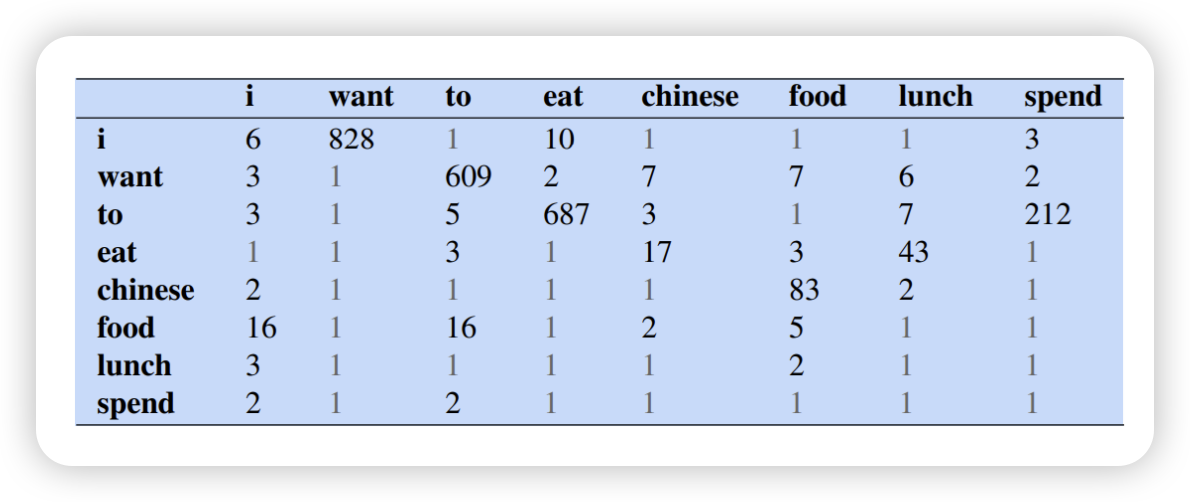 i want to eat chinese food lunch spend
i 6 828 1 10 1 1 1 3
want 3 1 609 2 7 7 6 2
to 3 1 5 687 3 1 7 212
eat 1 1 3 1 17 3 43 1
chinese 2 1 1 1 1 83 2 1
food 16 1 16 1 2 5 1 1
lunch 3 1 1 1 1 2 1 1
spend 2 1 2 1 1 1 1 1